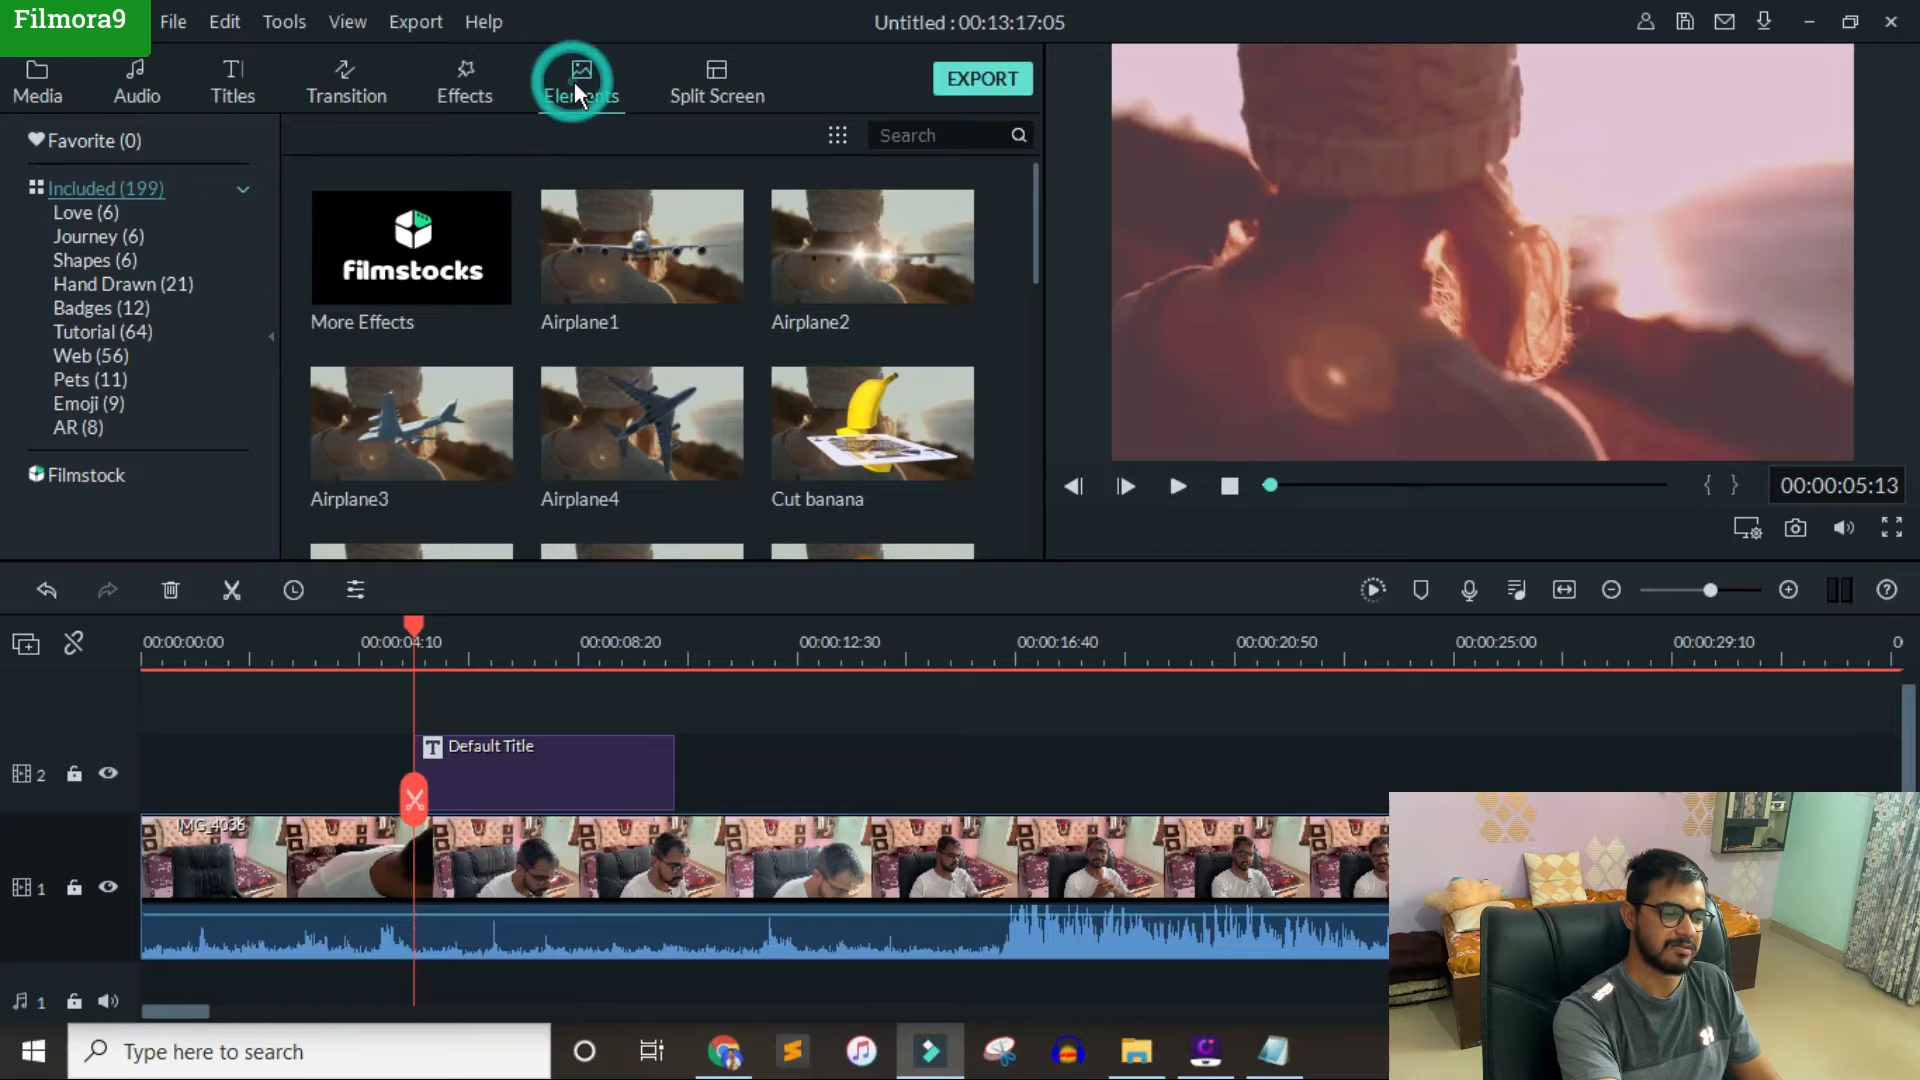 Filmora9
File Edit Tools View Export Help
Untitled : 00:13:17:05
Media Audio Titles Transition Effects Elements Split Screen
EXPORT
Favorite (0)
Search
Included (199)
Love (6)
Journey (6)
Shapes (6)
Hand Drawn (21)
Badges (12)
Tutorial (64)
Web (56)
Pets (11)
Emoji (9)
AR (8)
Filmstock
filmstocks
More Effects
Airplane1
Airplane2
Airplane3
Airplane4
Cut banana
00:00:05:13
00:00:00:00 00:00:04:10 00:00:08:20 00:00:12:30 00:00:16:40 00:00:20:50 00:00:25:00 00:00:29:10 0
T Default Title
2
IMG_4036
1
1
Type here to search